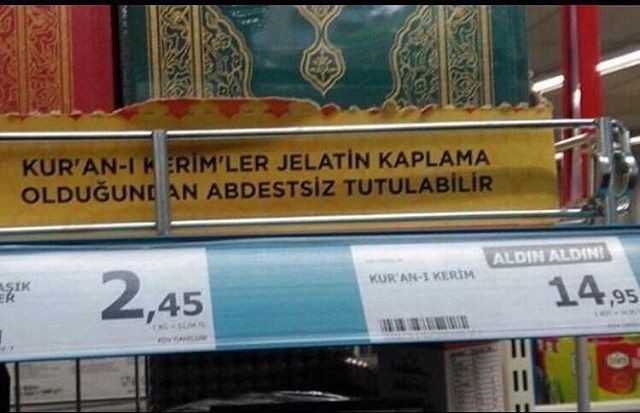 KUR'AN-I KERİM'LER JELATİN KAPLAMA
OLDUĞUNDAN ABDESTSİZ TUTULABİLİR
ALDIN ALDIN!
KUR'AN-I KERİM
14,95
AŞIK
ER
2,45